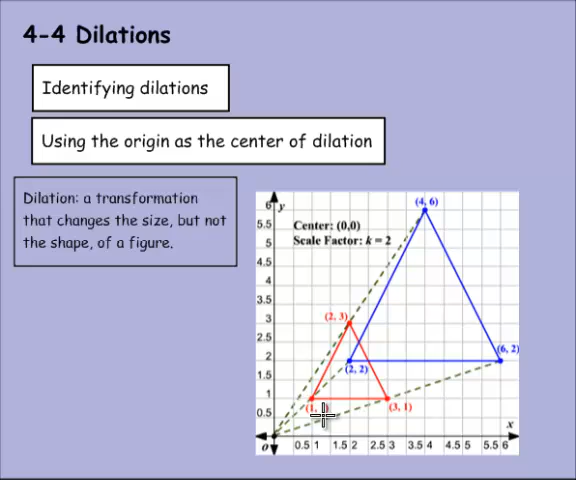 4-4 Dilations
Identifying dilations
Using the origin as the center of dilation
Dilation: a transformation
that changes the size, but not
the shape, of a figure.
(4, 6)
6 y
5.5
Center: (0,0)
5
Scale Factor: k = 2
4.5
4
3.5
3
(2, 3)
2.5
(6, 2)
2
(2, 2)
1.5
1
(1,
(3, 1)
0.5
x
O
0.5 1 1.5 2 2.5 3 3.5 4 4.5 5 5.5 6